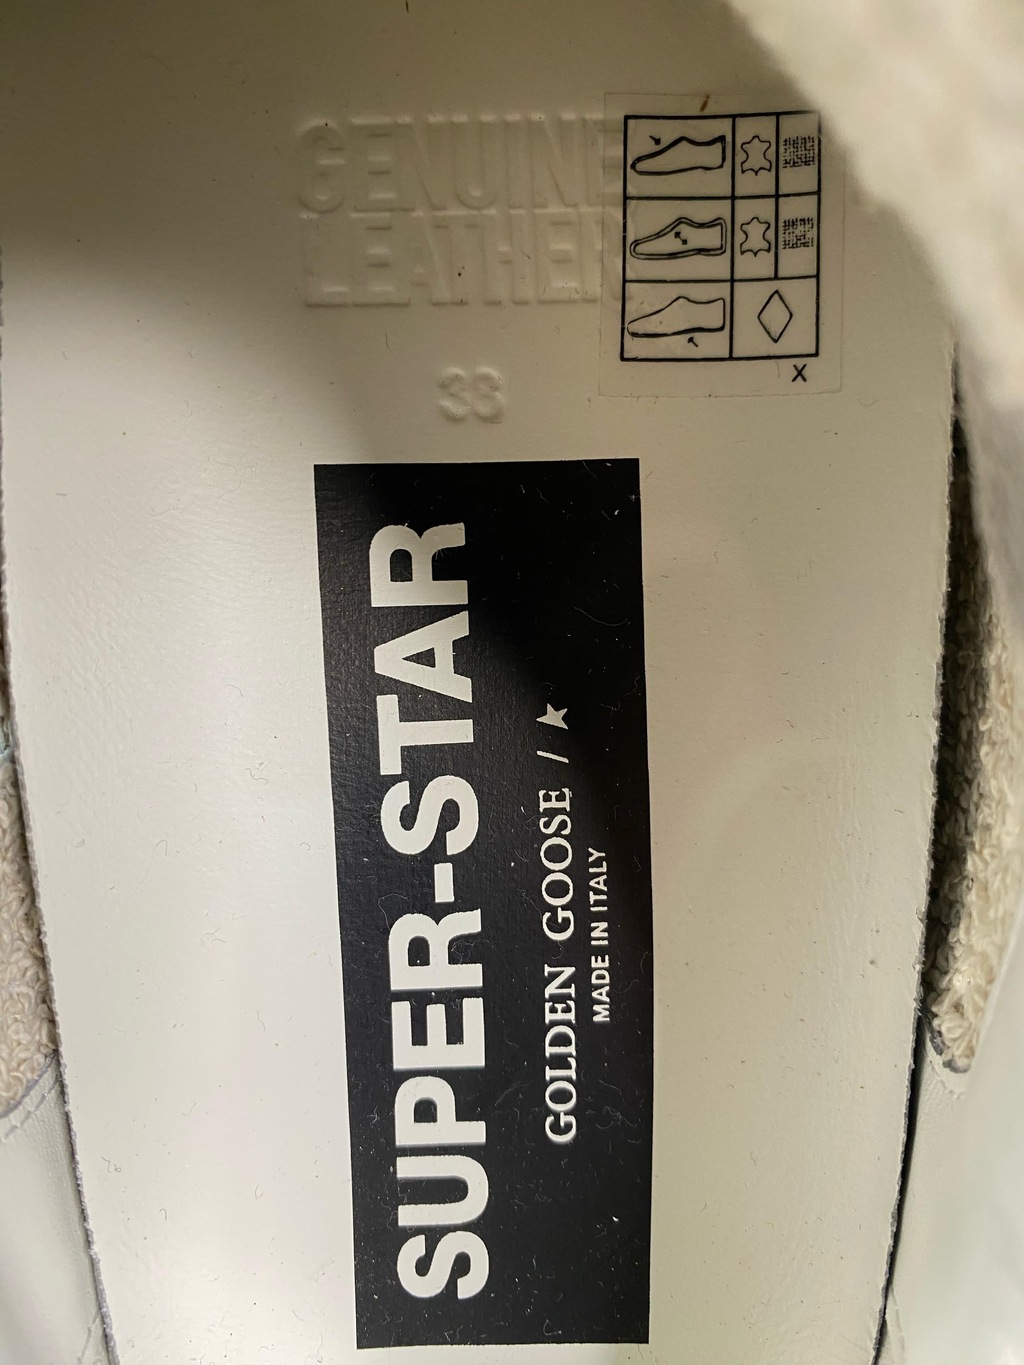 GENUINE
LEATHER
38
X
SUPER-STAR
GOLDEN GOOSE /
MADE IN ITALY